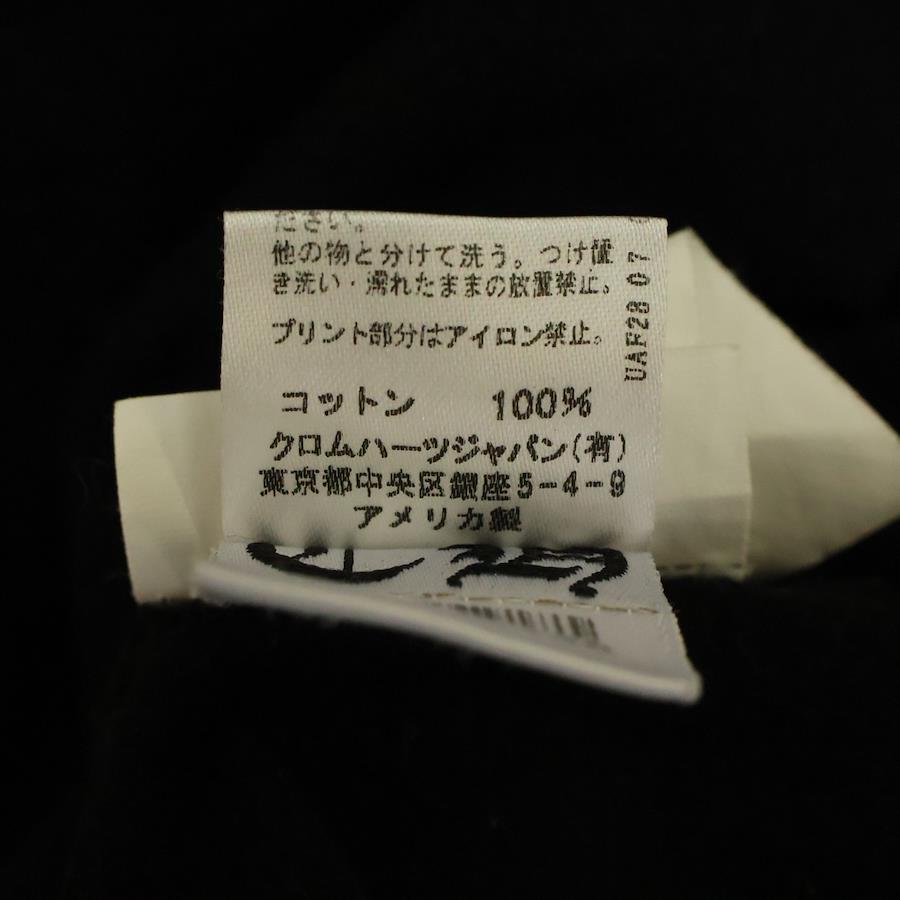 ださい。
他の物と分けて洗う。つけ置
き洗い・濡れたままの放置禁止。
プリント部分はアイロン禁止。
コットン 100%
クロムハーツジャパン(有)
東京都中央区銀座5-4-9
アメリカ製
07